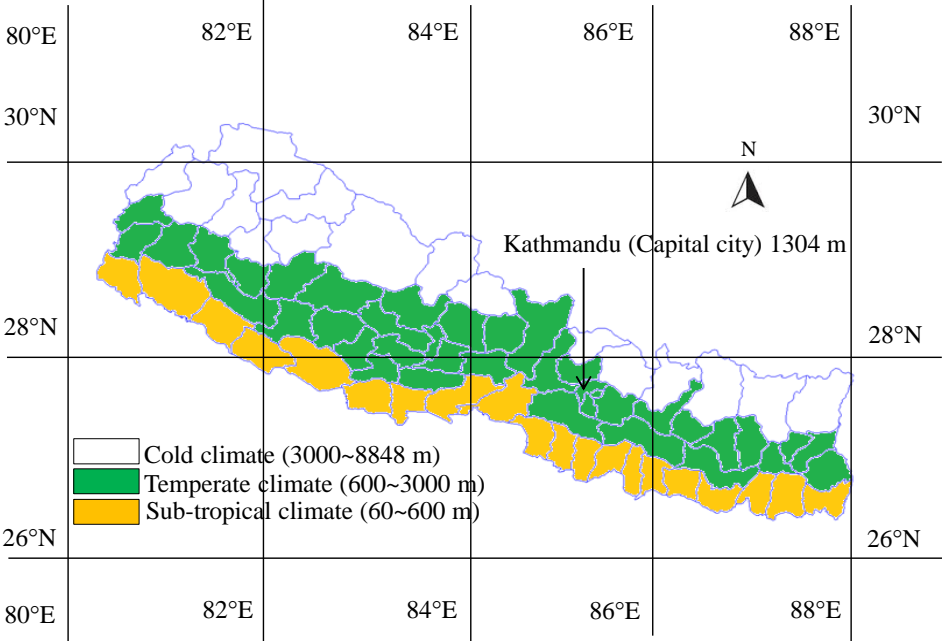 80°E 82°E 84°E 86°E 88°E
30°N 30°N
N
Kathmandu (Capital city) 1304 m
28°N 28°N
Cold climate (3000~8848 m)
Temperate climate (600~3000 m)
Sub-tropical climate (60~600 m)
26°N 26°N
80°E 82°E 84°E 86°E 88°E